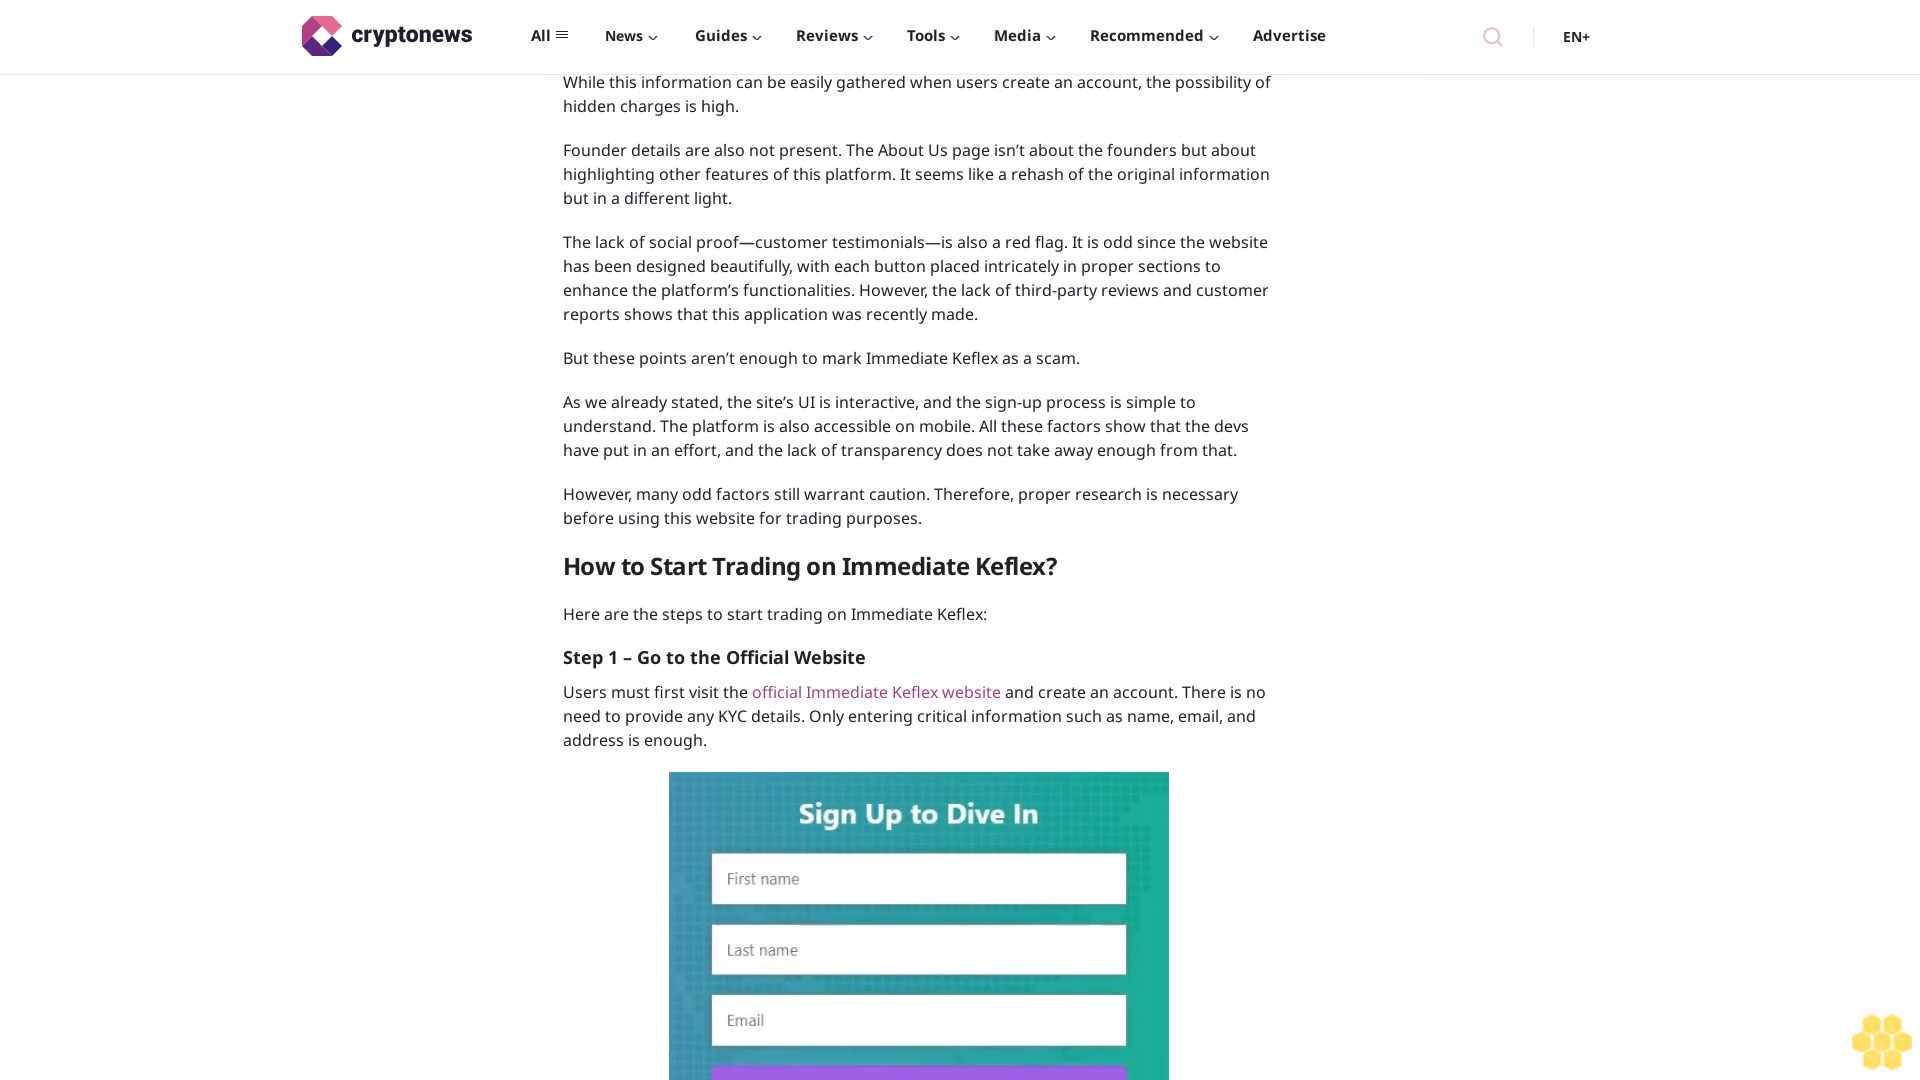 cryptonews
All
News
Guides
Reviews
Tools
Media
Recommended
Advertise
EN+
While this information can be easily gathered when users create an account, the possibility of
hidden charges is high.
Founder details are also not present. The About Us page isn’t about the founders but about
highlighting other features of this platform. It seems like a rehash of the original information
but in a different light.
The lack of social proof—customer testimonials—is also a red flag. It is odd since the website
has been designed beautifully, with each button placed intricately in proper sections to
enhance the platform’s functionalities. However, the lack of third-party reviews and customer
reports shows that this application was recently made.
But these points aren’t enough to mark Immediate Keflex as a scam.
As we already stated, the site’s UI is interactive, and the sign-up process is simple to
understand. The platform is also accessible on mobile. All these factors show that the devs
have put in an effort, and the lack of transparency does not take away enough from that.
However, many odd factors still warrant caution. Therefore, proper research is necessary
before using this website for trading purposes.
How to Start Trading on Immediate Keflex?
Here are the steps to start trading on Immediate Keflex:
Step 1 – Go to the Official Website
Users must first visit the official Immediate Keflex website and create an account. There is no
need to provide any KYC details. Only entering critical information such as name, email, and
address is enough.
Sign Up to Dive In
First name
Last name
Email